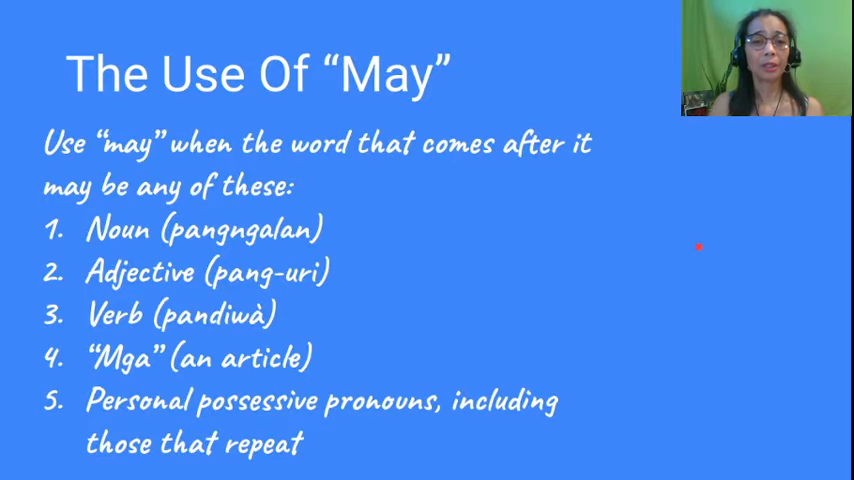 The Use Of “May”
Use “may” when the word that comes after it
may be any of these:
1. Noun (pangngalan)
2. Adjective (pang-uri)
3. Verb (pandiwà)
4. “Mga” (an article)
5. Personal possessive pronouns, including
those that repeat